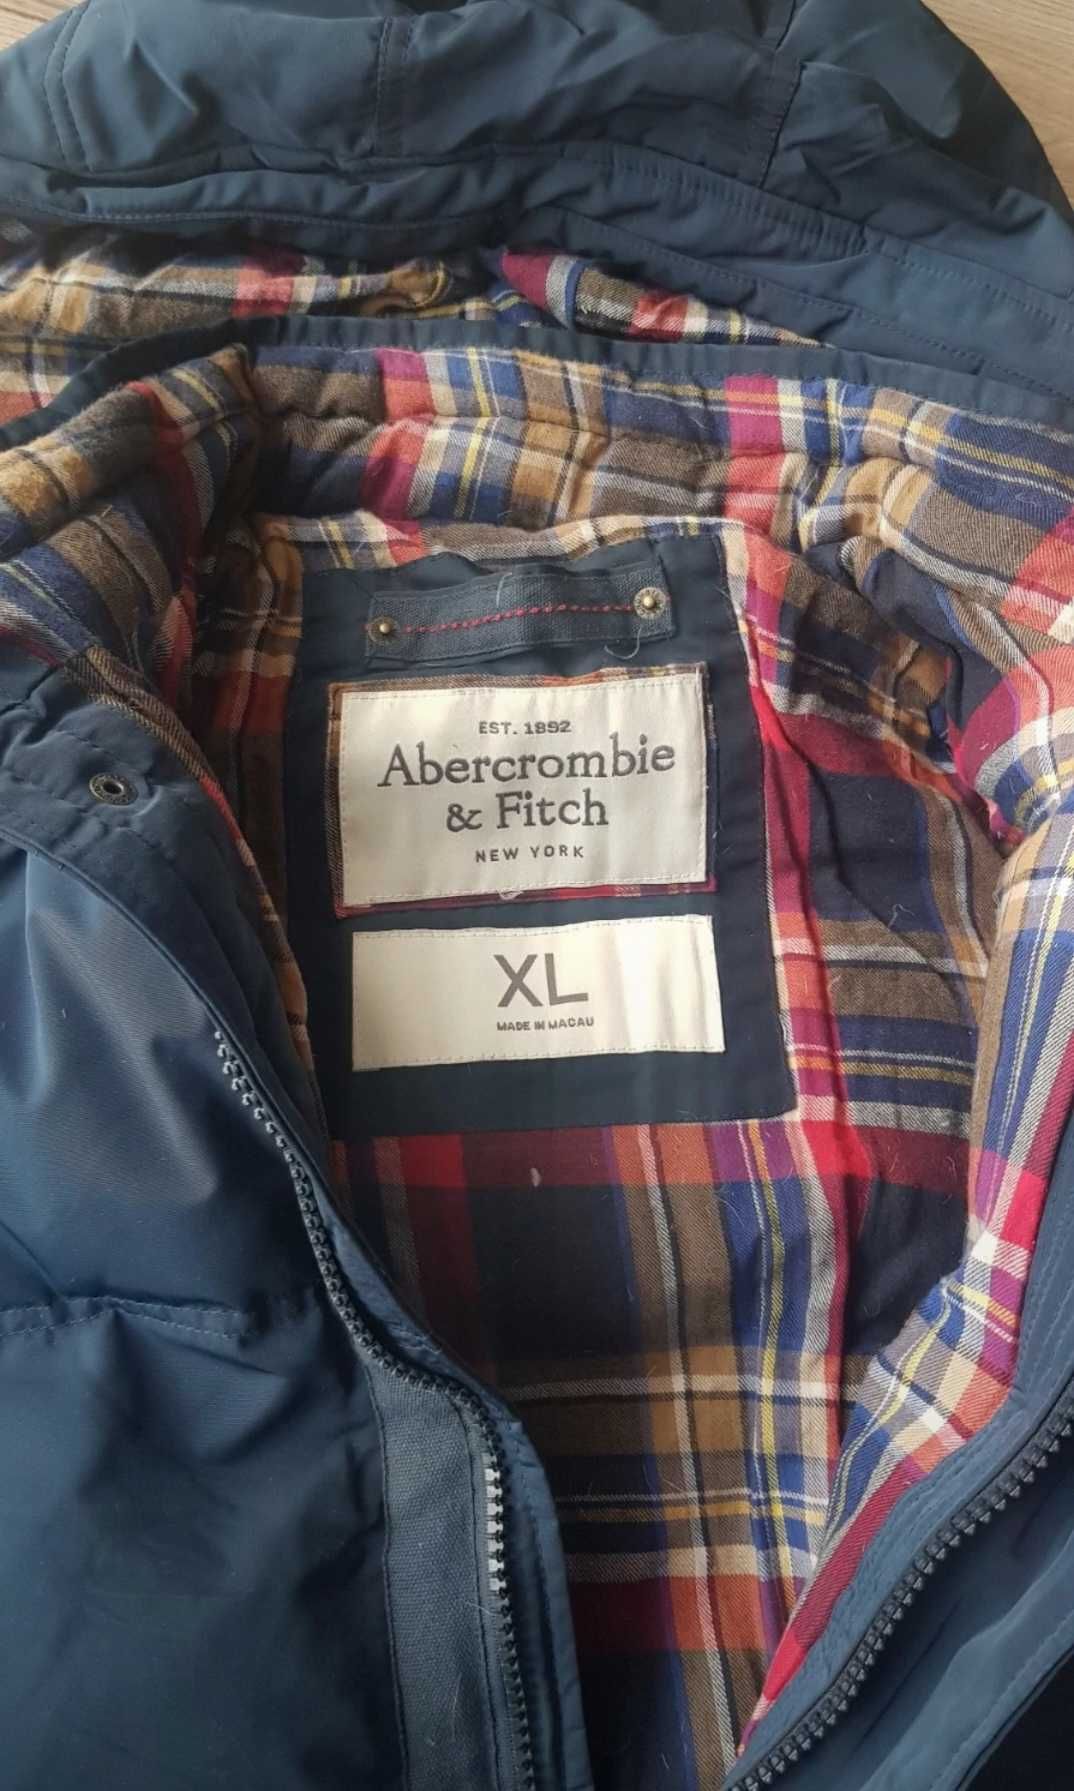 EST. 1892
Abercrombie
& Fitch
NEW YORK
XL
MADE IN MACAU